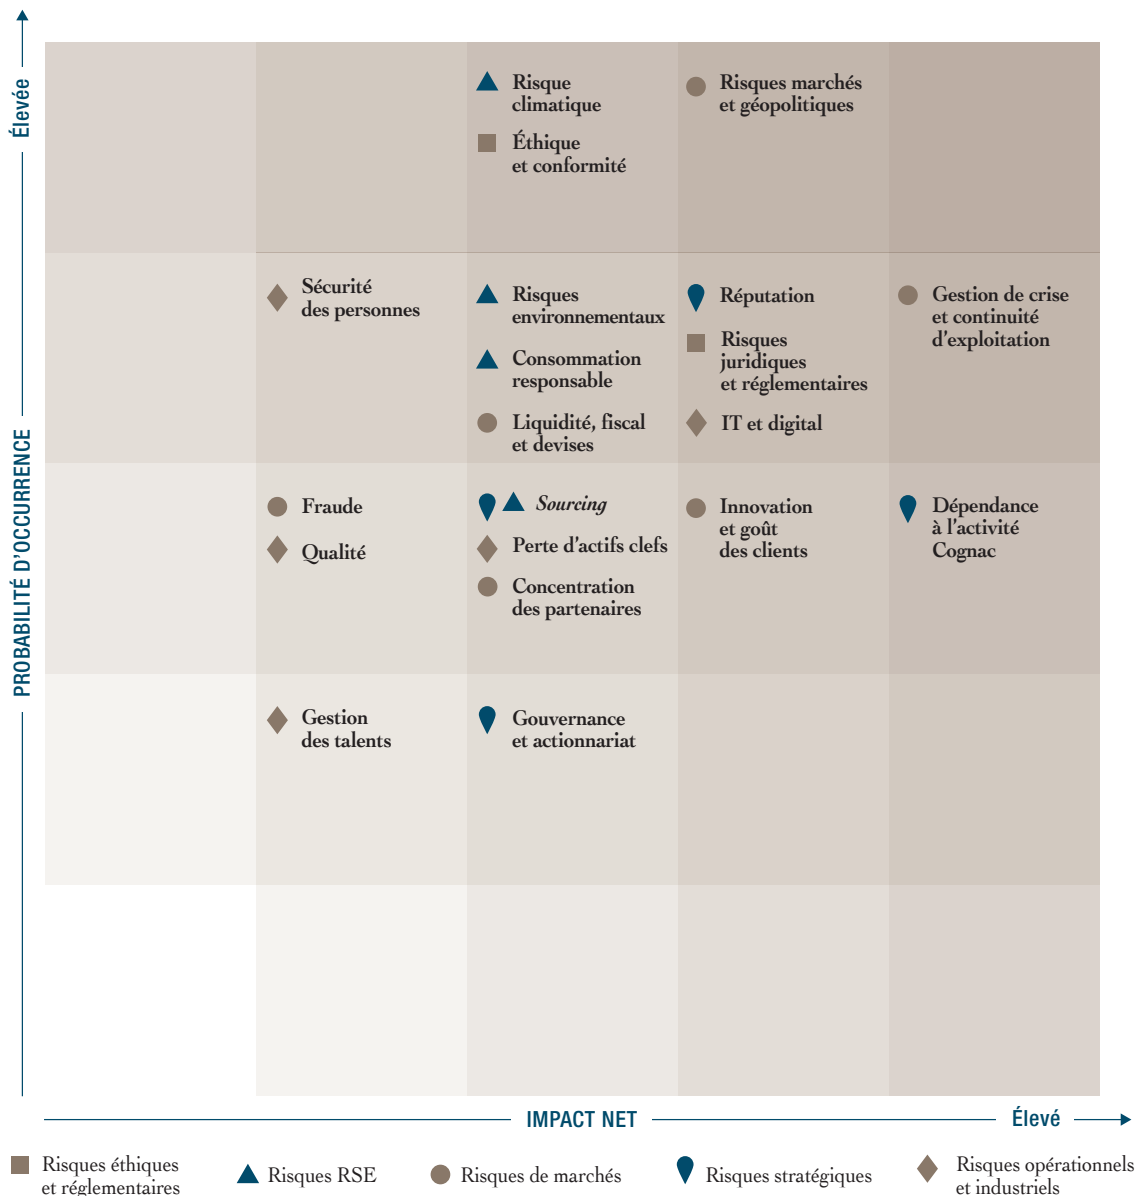 Élevée
PROBABILITÉ D'OCCURRENCE
Risque
climatique
Éthique
et conformité
Risques marchés
et géopolitiques
Sécurité
des personnes
Risques
environnementaux
Consommation
responsable
Liquidité, fiscal
et devises
Réputation
Risques
juridiques
et réglementaires
IT et digital
Gestion de crise
et continuité
d'exploitation
Fraude
Qualité
Sourcing
Perte d'actifs clefs
Concentration
des partenaires
Innovation
et goût
des clients
Dépendance
à l'activité
Cognac
Gestion
des talents
Gouvernance
et actionnariat
IMPACT NET
Élevé
Risques éthiques
et réglementaires
Risques RSE
Risques de marchés
Risques stratégiques
Risques opérationnels
et industriels